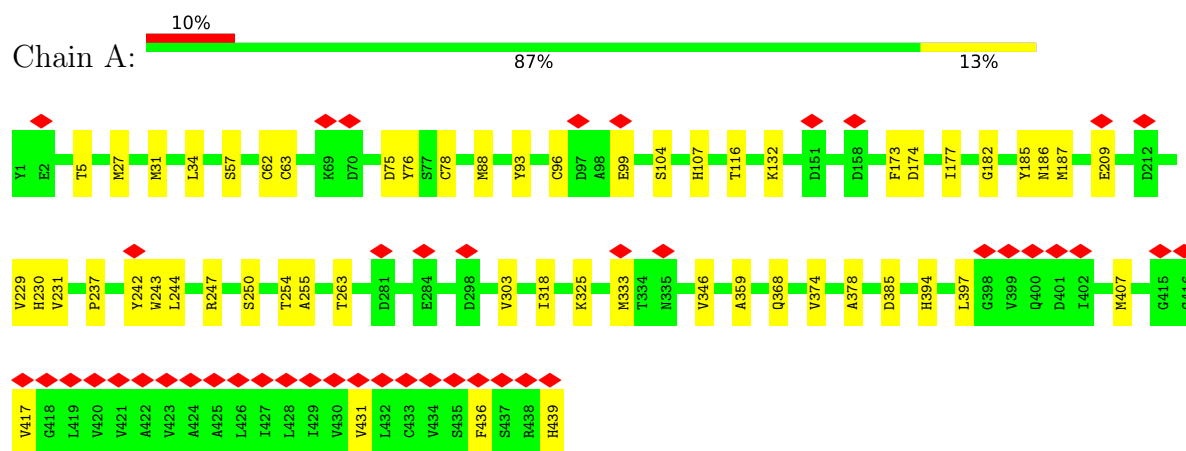 10%
Chain A:
87% 13%
Y1 E2 T5 M27 M31 L34 S57 C62 C63 K69 D70 D75 Y76 S77 C78 M88 Y93 C96 D97 A98 E99 S104 H107 T116 K132 D151 D158 F173 D174 I177 G182 Y185 N186 M187 E209 D212
V229 H230 V231 P237 Y242 W243 L244 R247 S250 T254 A255 T263 D281 E284 D298 V303 I318 K325 M333 T334 N335 V346 A359 Q368 V374 A378 D385 H394 L397 G398 V399 Q400 D401 I402 M407 G415
V417 G418 L419 V420 V421 A422 V423 A424 A425 L426 I427 L428 I429 V430 V431 L432 C433 V434 S435 F436 S437 R438 H439